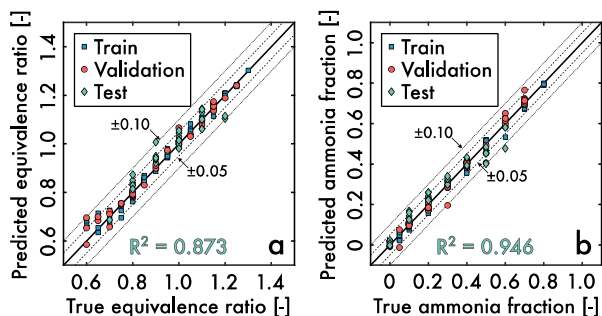 Predicted equivalence ratio [-]
1.4
1.2
1.0
0.8
0.6
Train
Validation
Test
±0.10
±0.05
R² = 0.873
a
0.6 0.8 1.0 1.2 1.4
True equivalence ratio [-]
Predicted ammonia fraction [-]
1.0
0.8
0.6
0.4
0.2
0
Train
Validation
Test
±0.10
±0.05
R² = 0.946
b
0 0.2 0.4 0.6 0.8 1.0
True ammonia fraction [-]